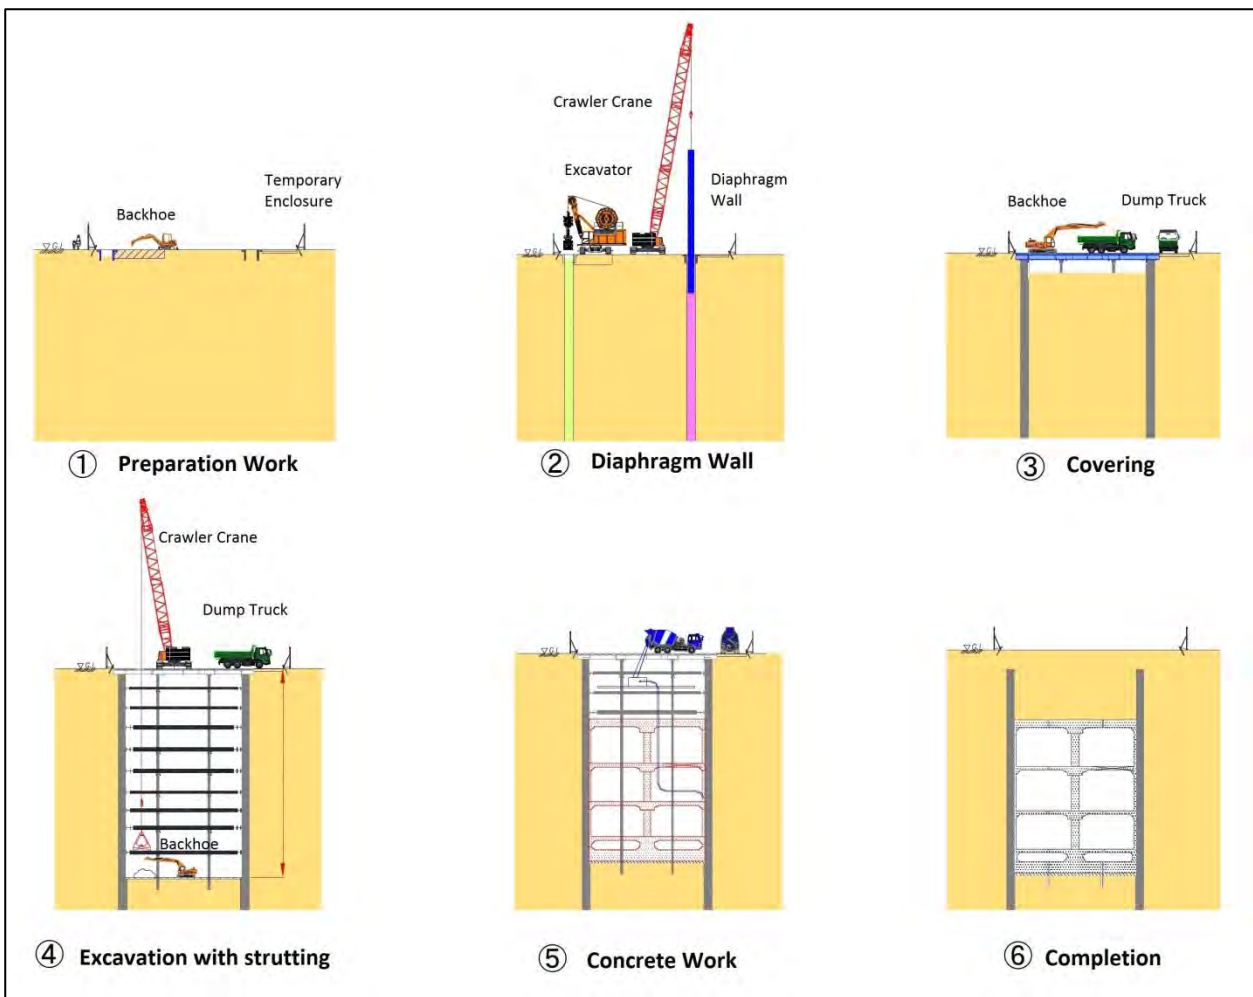 Temporary
Enclosure
Backhoe
① Preparation Work
Crawler Crane
Excavator
Diaphragm
Wall
② Diaphragm Wall
Backhoe
Dump Truck
③ Covering
Crawler Crane
Dump Truck
Backhoe
④ Excavation with strutting
⑤ Concrete Work
⑥ Completion